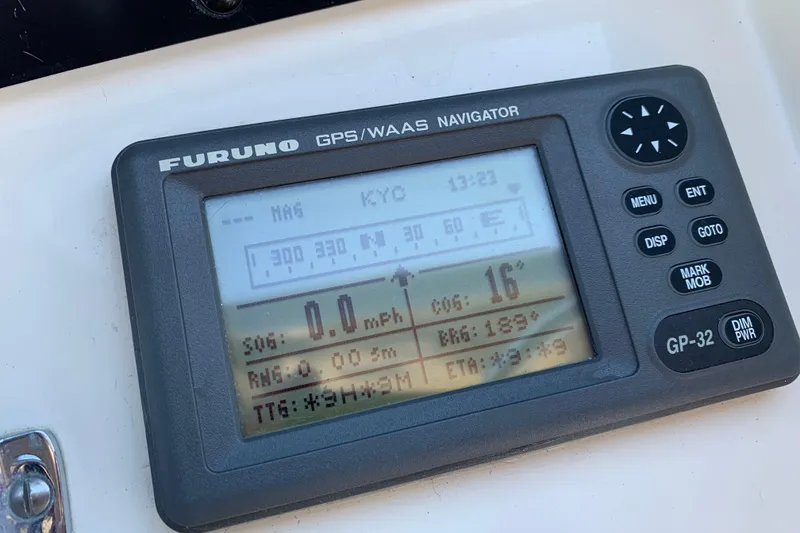 FURUNO GPS/WAAS NAVIGATOR
--- MAG KYC 13:23
300 330 N 30 60 E
SOG: 0.0 mPh
COG: 16°
RNG: 0.00 sm
BRG: 189°
TTG: *9H*9M
ETA: *9:*9
MENU
ENT
DISP
GOTO
MARK
MOB
GP-32
DIM
PWR